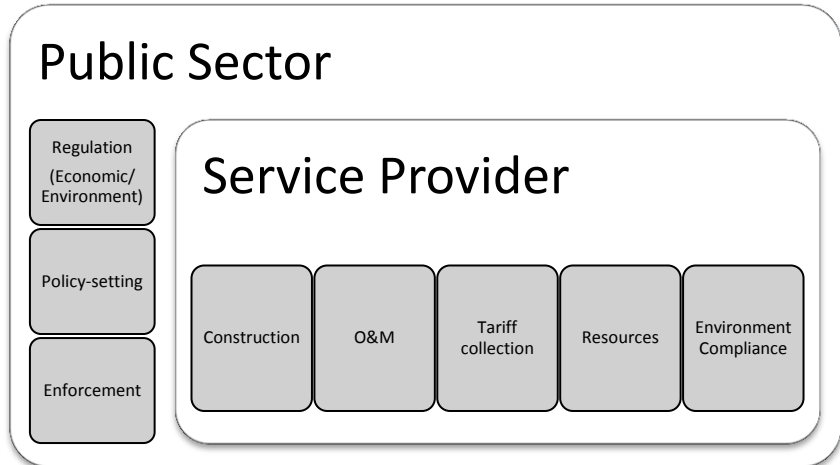 Public Sector
Regulation
(Economic/
Environment)
Policy-setting
Enforcement
Service Provider
Construction
O&M
Tariff
collection
Resources
Environment
Compliance